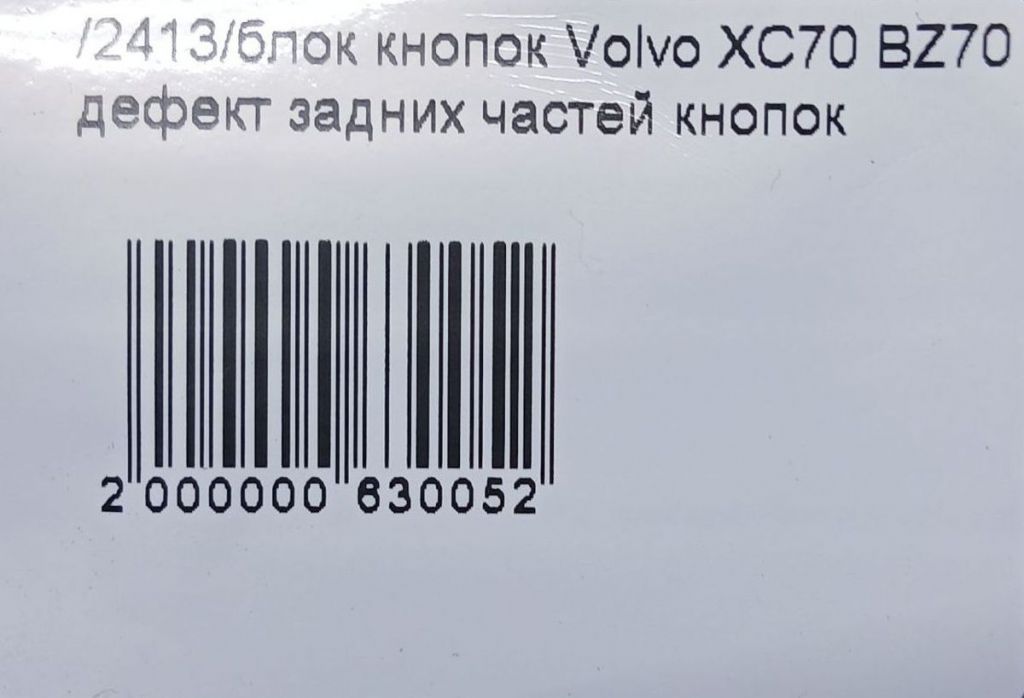 /2413/блок кнопок Volvo XC70 BZ70
дефект задних частей кнопок
2 000000 630052